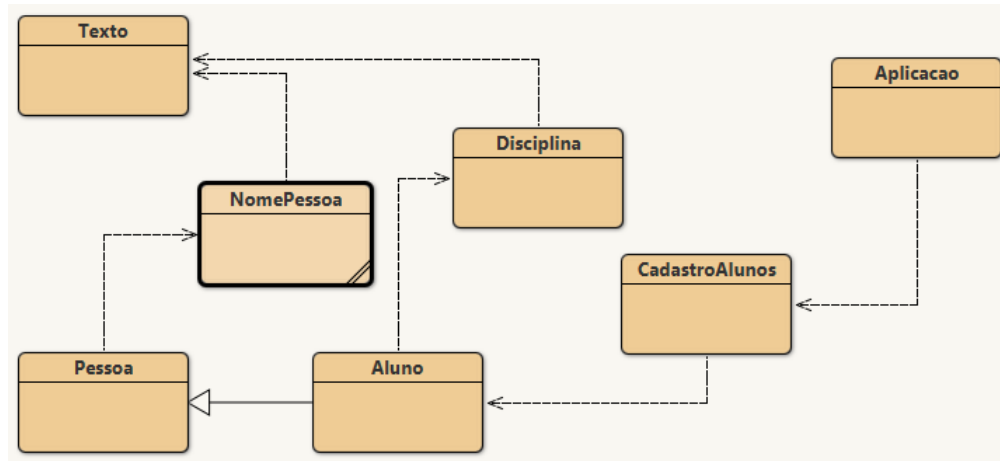 Texto
Aplicacao
Disciplina
NomePessoa
CadastroAlunos
Pessoa
Aluno